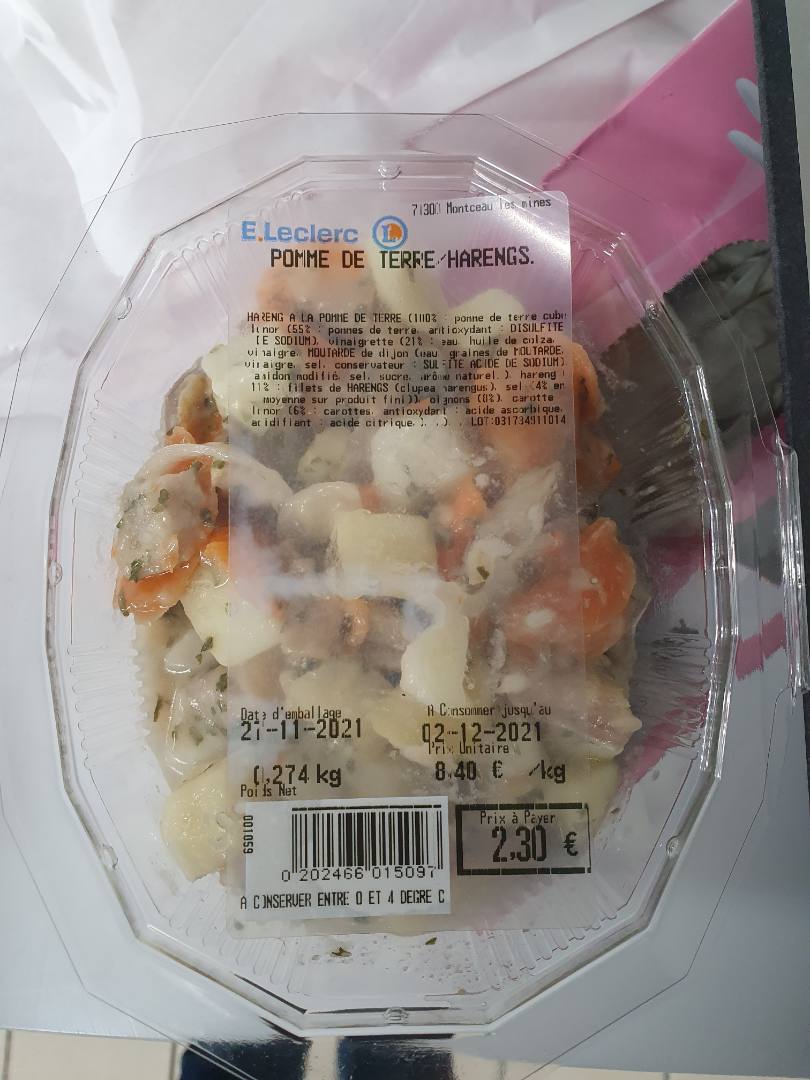 71300 Montceau les mines
E.Leclerc L
POMME DE TERRE/HARENGS.
HARENG A LA POMME DE TERRE (100% : pomme de terre cube
linor (55% : pommes de terre, antioxydant : DISULFITE
DE SODIUM), vinaigrette (21% : eau, huile de colza,
vinaigre, MOUTARDE de dijon (eau, graines de MOUTARDE,
vinaigre, sel, conservateur : SULFITE ACIDE DE SODIUM),
amidon modifié, sel, sucre, arôme naturel. ), hareng (
11% : filets de HARENGS (clupea harengus), sel (4% en
moyenne sur produit fini)), oignons (8%), carotte
linor (6% : carottes, antioxydant : acide ascorbique,
acidifiant : acide citrique. ), . ). . LOT:031734911014
Date d'emballage
A Consommer jusqu'au
-11-2021
02-12-2021
Prix Unitaire
0,274 kg
8.40 € /kg
Poids Net
001059
Prix à Payer
2,30 €
0 202466 015097
A CONSERVER ENTRE 0 ET 4 DEGRE C